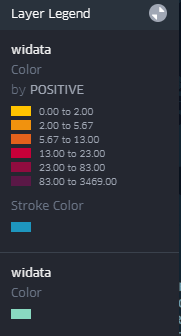 Layer Legend
widata
Color
by POSITIVE
0.00 to 2.00
2.00 to 5.67
5.67 to 13.00
13.00 to 23.00
23.00 to 83.00
83.00 to 3469.00
Stroke Color
widata
Color